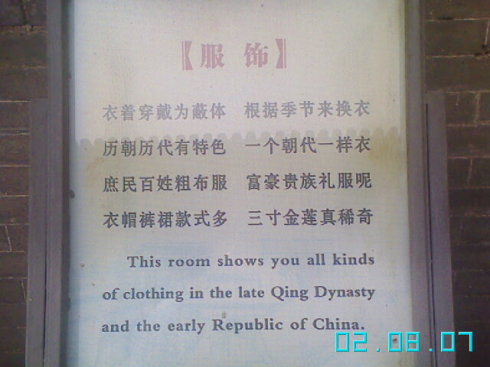 【服饰】
衣着穿戴为蔽体 根据季节来换衣
历朝历代有特色 一个朝代一样衣
庶民百姓粗布服 富豪贵族礼服呢
衣帽裤裙款式多 三寸金莲真稀奇
This room shows you all kinds
of clothing in the late Qing Dynasty
and the early Republic of China.
02.08.07